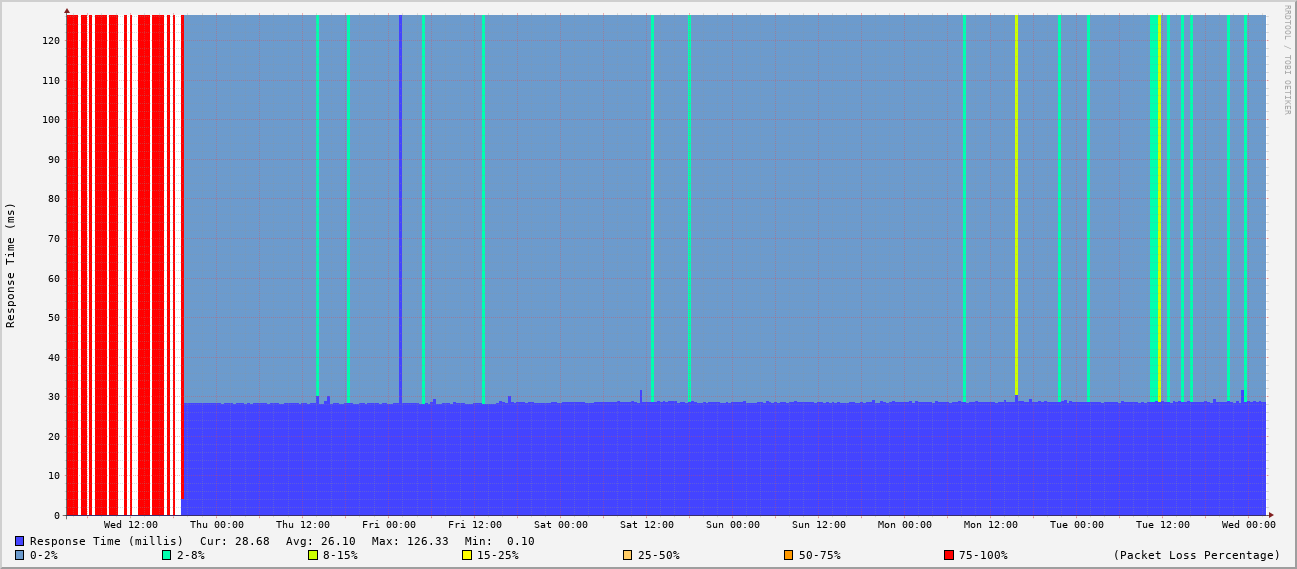 RRDTOOL / TOBI OETIKER
Response Time (ms)
120
110
100
90
80
70
60
50
40
30
20
10
0
Wed 12:00 Thu 00:00 Thu 12:00 Fri 00:00 Fri 12:00 Sat 00:00 Sat 12:00 Sun 00:00 Sun 12:00 Mon 00:00 Mon 12:00 Tue 00:00 Tue 12:00 Wed 00:00
Response Time (millis) Cur: 28.68 Avg: 26.10 Max: 126.33 Min: 0.10
0-2% 2-8% 8-15% 15-25% 25-50% 50-75% 75-100% (Packet Loss Percentage)